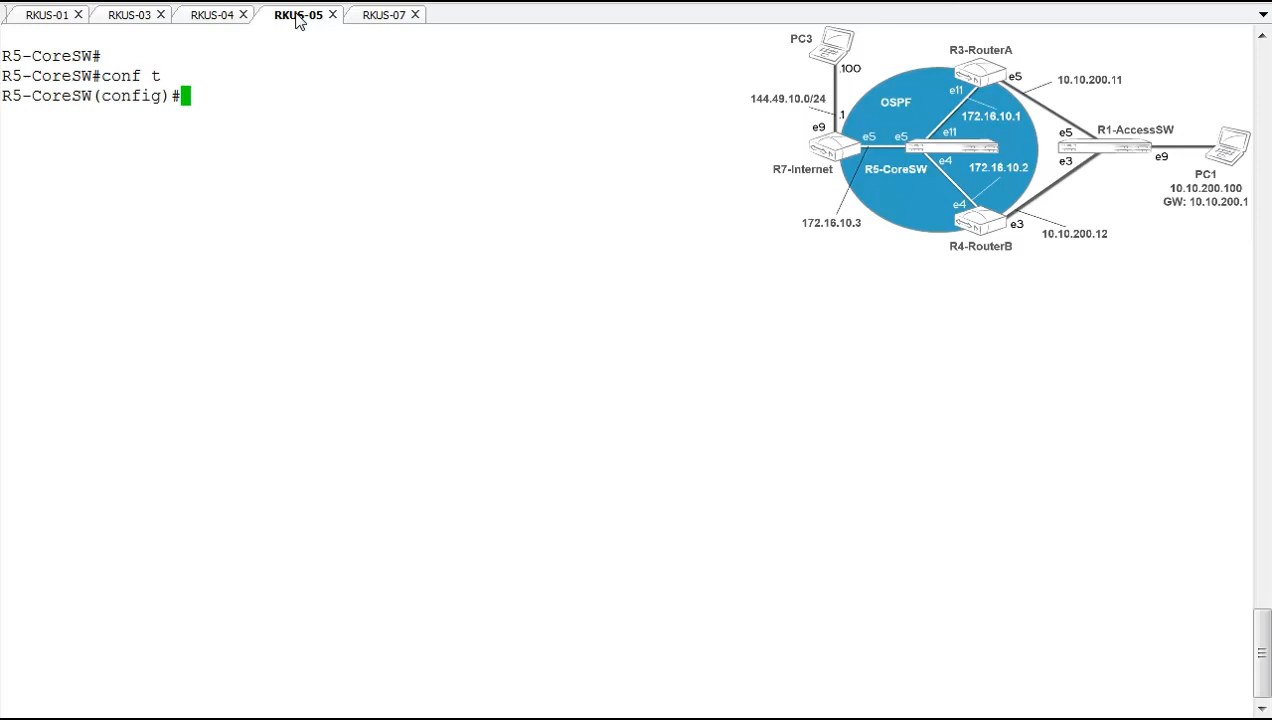 RKUS-01 X RKUS-03 X RKUS-04 X RKUS-05 X RKUS-07 X
R5-CoreSW#
R5-CoreSW#conf t
R5-CoreSW(config)#
PC3
.100
144.49.10.0/24
.1
e9
R7-Internet
e5
e5
OSPF
R3-RouterA
e5
e11
172.16.10.1
e11
10.10.200.11
R5-CoreSW
e4
172.16.10.2
172.16.10.3
e4
e3
R4-RouterB
10.10.200.12
R1-AccessSW
e5
e3
e9
PC1
10.10.200.100
GW: 10.10.200.1